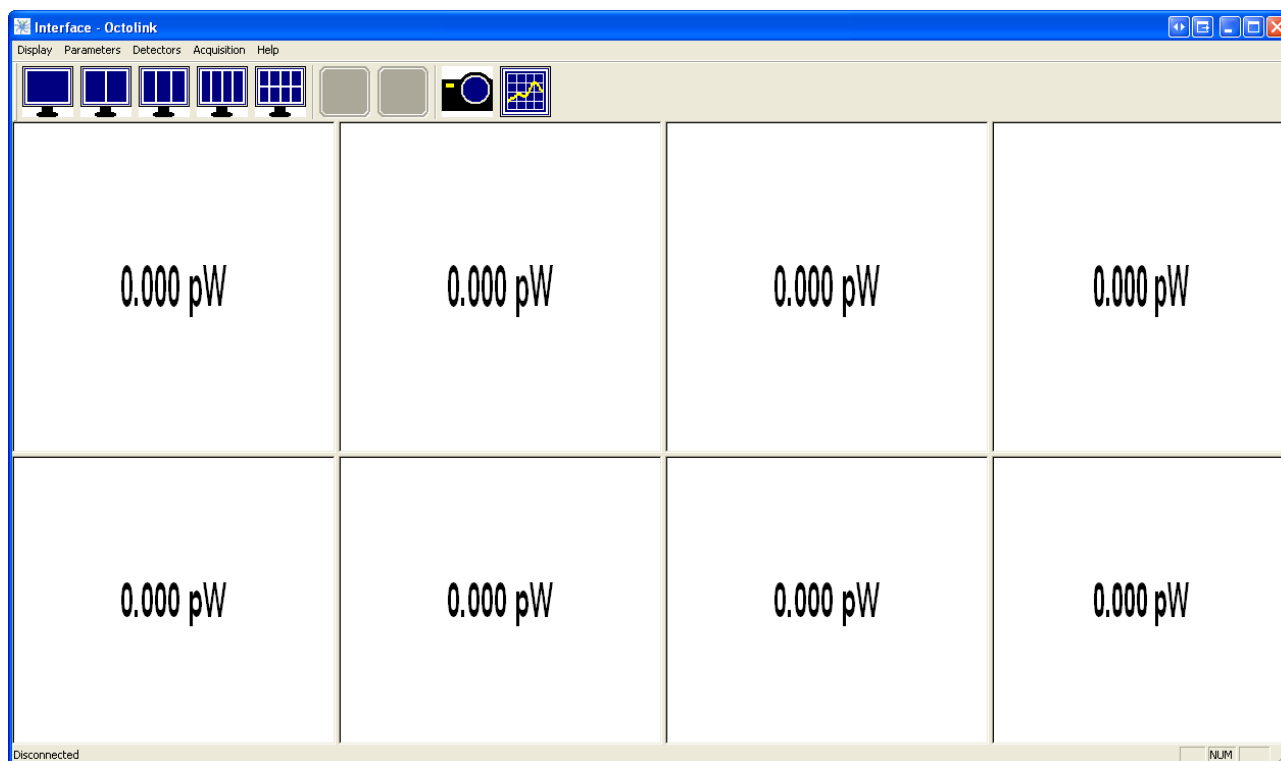 Interface - Octolink
Display Parameters Detectors Acquisition Help
0.000 pW 0.000 pW 0.000 pW 0.000 pW
0.000 pW 0.000 pW 0.000 pW 0.000 pW
Disconnected NUM